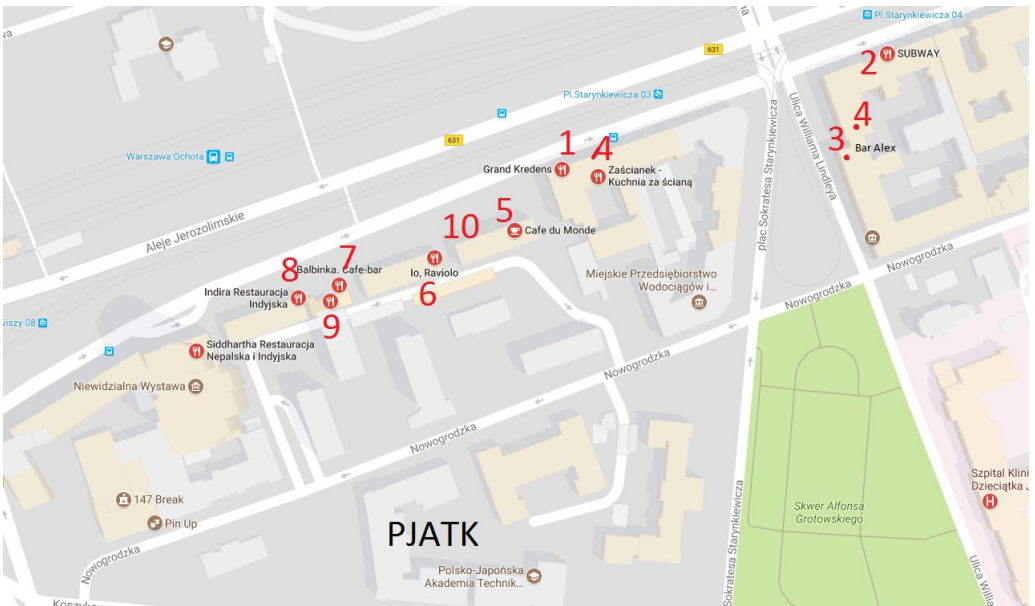 Pl.Starynkiewicza 04
2
SUBWAY
631
Pl.Starynkiewicza 03
Ulica Williama Lindleya
plac Sokratesa Starynkiewicza
4
3
Bar Alex
631
1
4
Warszawa Ochota
Grand Kredens
Zaścianek -
Kuchnia za ścianą
Aleje Jerozolimskie
10
5
Cafe du Monde
7
8
Balbinka. Cafe-bar
Io, Raviolo
6
Indira Restauracja
Indyjska
9
Miejskie Przedsiębiorstwo
Wodociągów i...
Nowogrodzka
Nowogrodzka
wiszy 08
Siddhartha Restauracja
Nepalska i Indyjska
Niewidzialna Wystawa
Nowogrodzka
147 Break
Pin Up
PJATK
Skwer Alfonsa
Grotowskiego
Szpital Klini
Dzieciątka J
Nowogrodzka
Polsko-Japońska
Akademia Technik...
Sokratesa Starynkiewicza
Ulica Willia
Koszykow